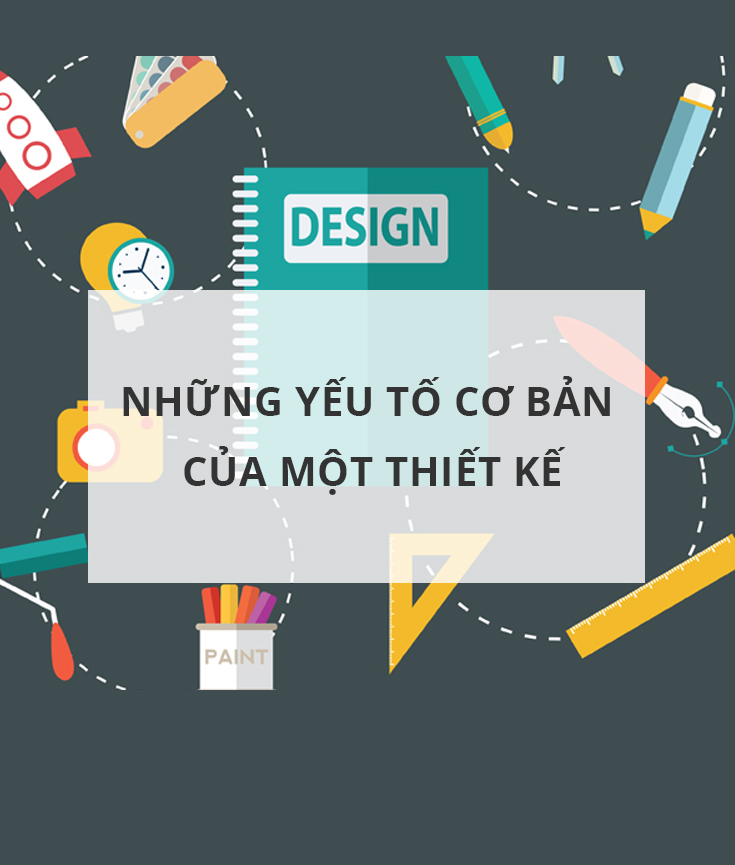 DESIGN
NHỮNG YẾU TỐ CƠ BẢN
CỦA MỘT THIẾT KẾ
PAINT